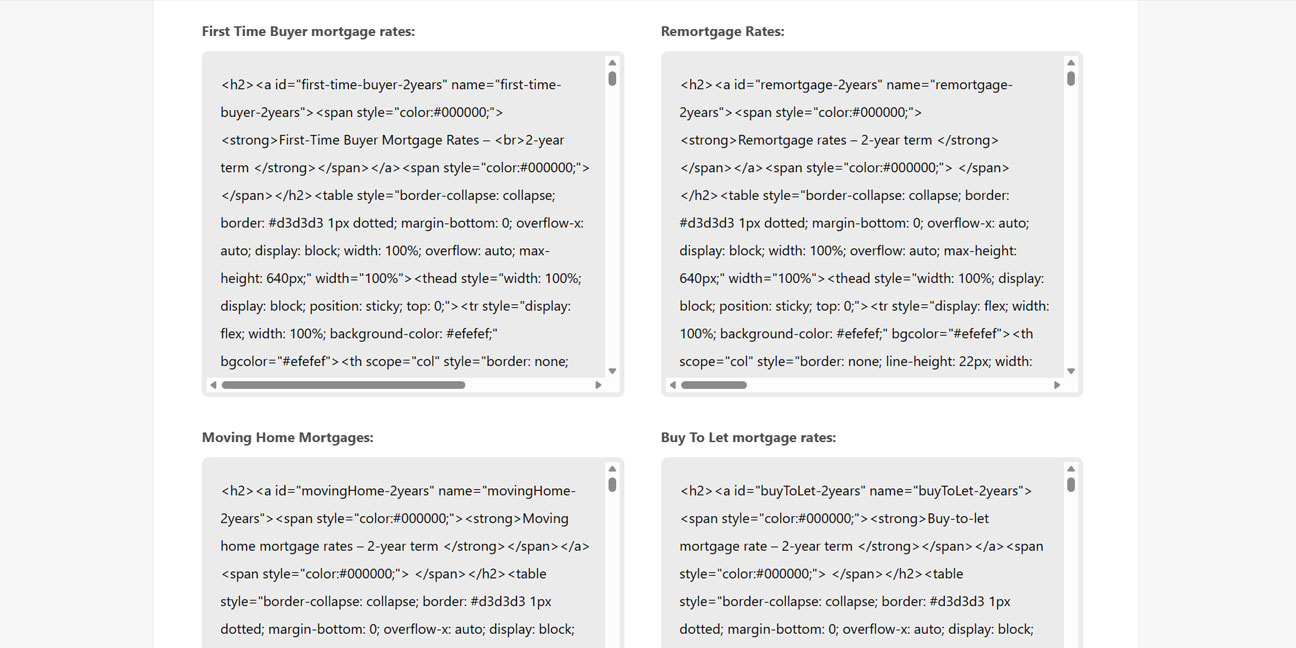 First Time Buyer mortgage rates:
<h2><a id="first-time-buyer-2years" name="first-time-
buyer-2years"><span style="color:#000000;">
<strong>First-Time Buyer Mortgage Rates – <br>2-year
term </strong></span></a><span style="color:#000000;">
</span></h2><table style="border-collapse: collapse;
border: #d3d3d3 1px dotted; margin-bottom: 0; overflow-x:
auto; display: block; width: 100%; overflow: auto; max-
height: 640px;" width="100%"><thead style="width: 100%;
display: block; position: sticky; top: 0;"><tr style="display:
flex; width: 100%; background-color: #efefef;"
bgcolor="#efefef"><th scope="col" style="border: none;
Remortgage Rates:
<h2><a id="remortgage-2years" name="remortgage-
2years"><span style="color:#000000;">
<strong>Remortgage rates – 2-year term </strong>
</span></a><span style="color:#000000;"> </span>
</h2><table style="border-collapse: collapse; border:
#d3d3d3 1px dotted; margin-bottom: 0; overflow-x: auto;
display: block; width: 100%; overflow: auto; max-height:
640px;" width="100%"><thead style="width: 100%; display:
block; position: sticky; top: 0;"><tr style="display: flex; width:
100%; background-color: #efefef;" bgcolor="#efefef"><th
scope="col" style="border: none; line-height: 22px; width:
Moving Home Mortgages:
<h2><a id="movingHome-2years" name="movingHome-
2years"><span style="color:#000000;"><strong>Moving
home mortgage rates – 2-year term </strong></span></a>
<span style="color:#000000;"> </span></h2><table
style="border-collapse: collapse; border: #d3d3d3 1px
dotted; margin-bottom: 0; overflow-x: auto; display: block;
Buy To Let mortgage rates:
<h2><a id="buyToLet-2years" name="buyToLet-2years">
<span style="color:#000000;"><strong>Buy-to-let
mortgage rate – 2-year term </strong></span></a><span
style="color:#000000;"> </span></h2><table
style="border-collapse: collapse; border: #d3d3d3 1px
dotted; margin-bottom: 0; overflow-x: auto; display: block;